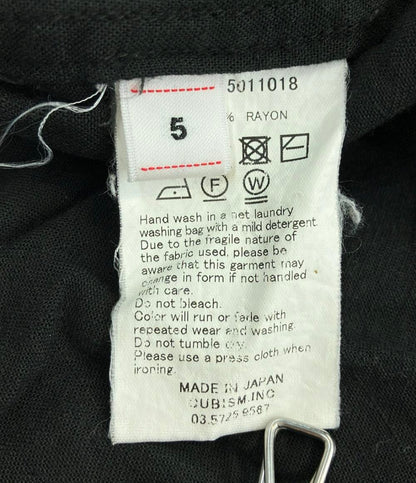 5011018
5
% RAYON
F
W
Hand wash in a net laundry
washing bag with a mild detergent.
Due to the fragile nature of
the fabric used, please be
aware that this garment may
change in form if not handled
with care.
Do not bleach.
Color will run or fade with
repeated wear and washing.
Do not tumble dry.
Please use a press cloth when
ironing.
MADE IN JAPAN
CUBISM.INC
03.5725.9587